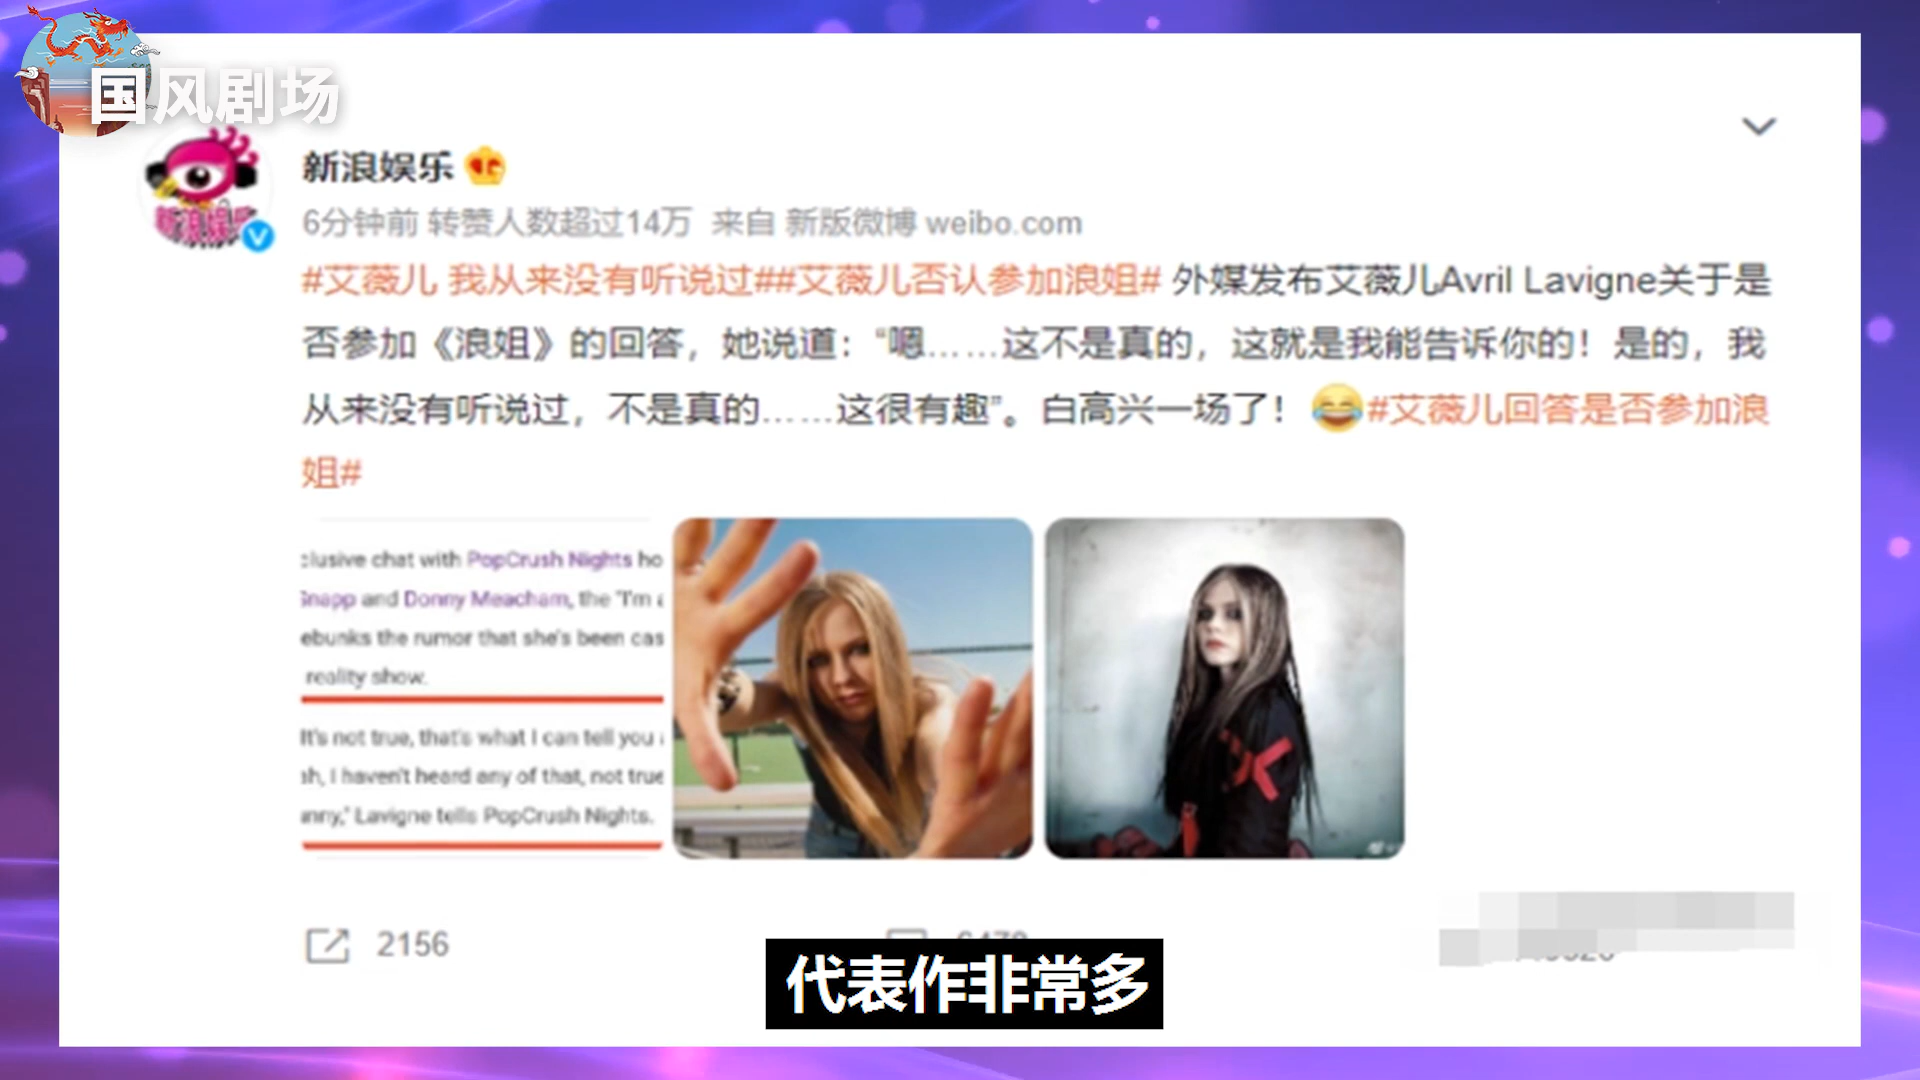 国风剧场
新浪娱乐
6分钟前 转赞人数超过14万 来自 新版微博 weibo.com
#艾薇儿 我从来没有听说过##艾薇儿否认参加浪姐# 外媒发布艾薇儿Avril Lavigne关于是
否参加《浪姐》的回答，她说道：“嗯……这不是真的，这就是我能告诉你的！是的，我
从来没有听说过，不是真的……这很有趣”。白高兴一场了！#艾薇儿回答是否参加浪
姐#
clusive chat with PopCrush Nights ho
Snapp and Donny Meacham, the "I'm a
ebunks the rumor that she's been cas
reality show.
It's not true, that's what I can tell you
ah, I haven't heard any of that, not true
nny," Lavigne tells PopCrush Nights.
2156
代表作非常多